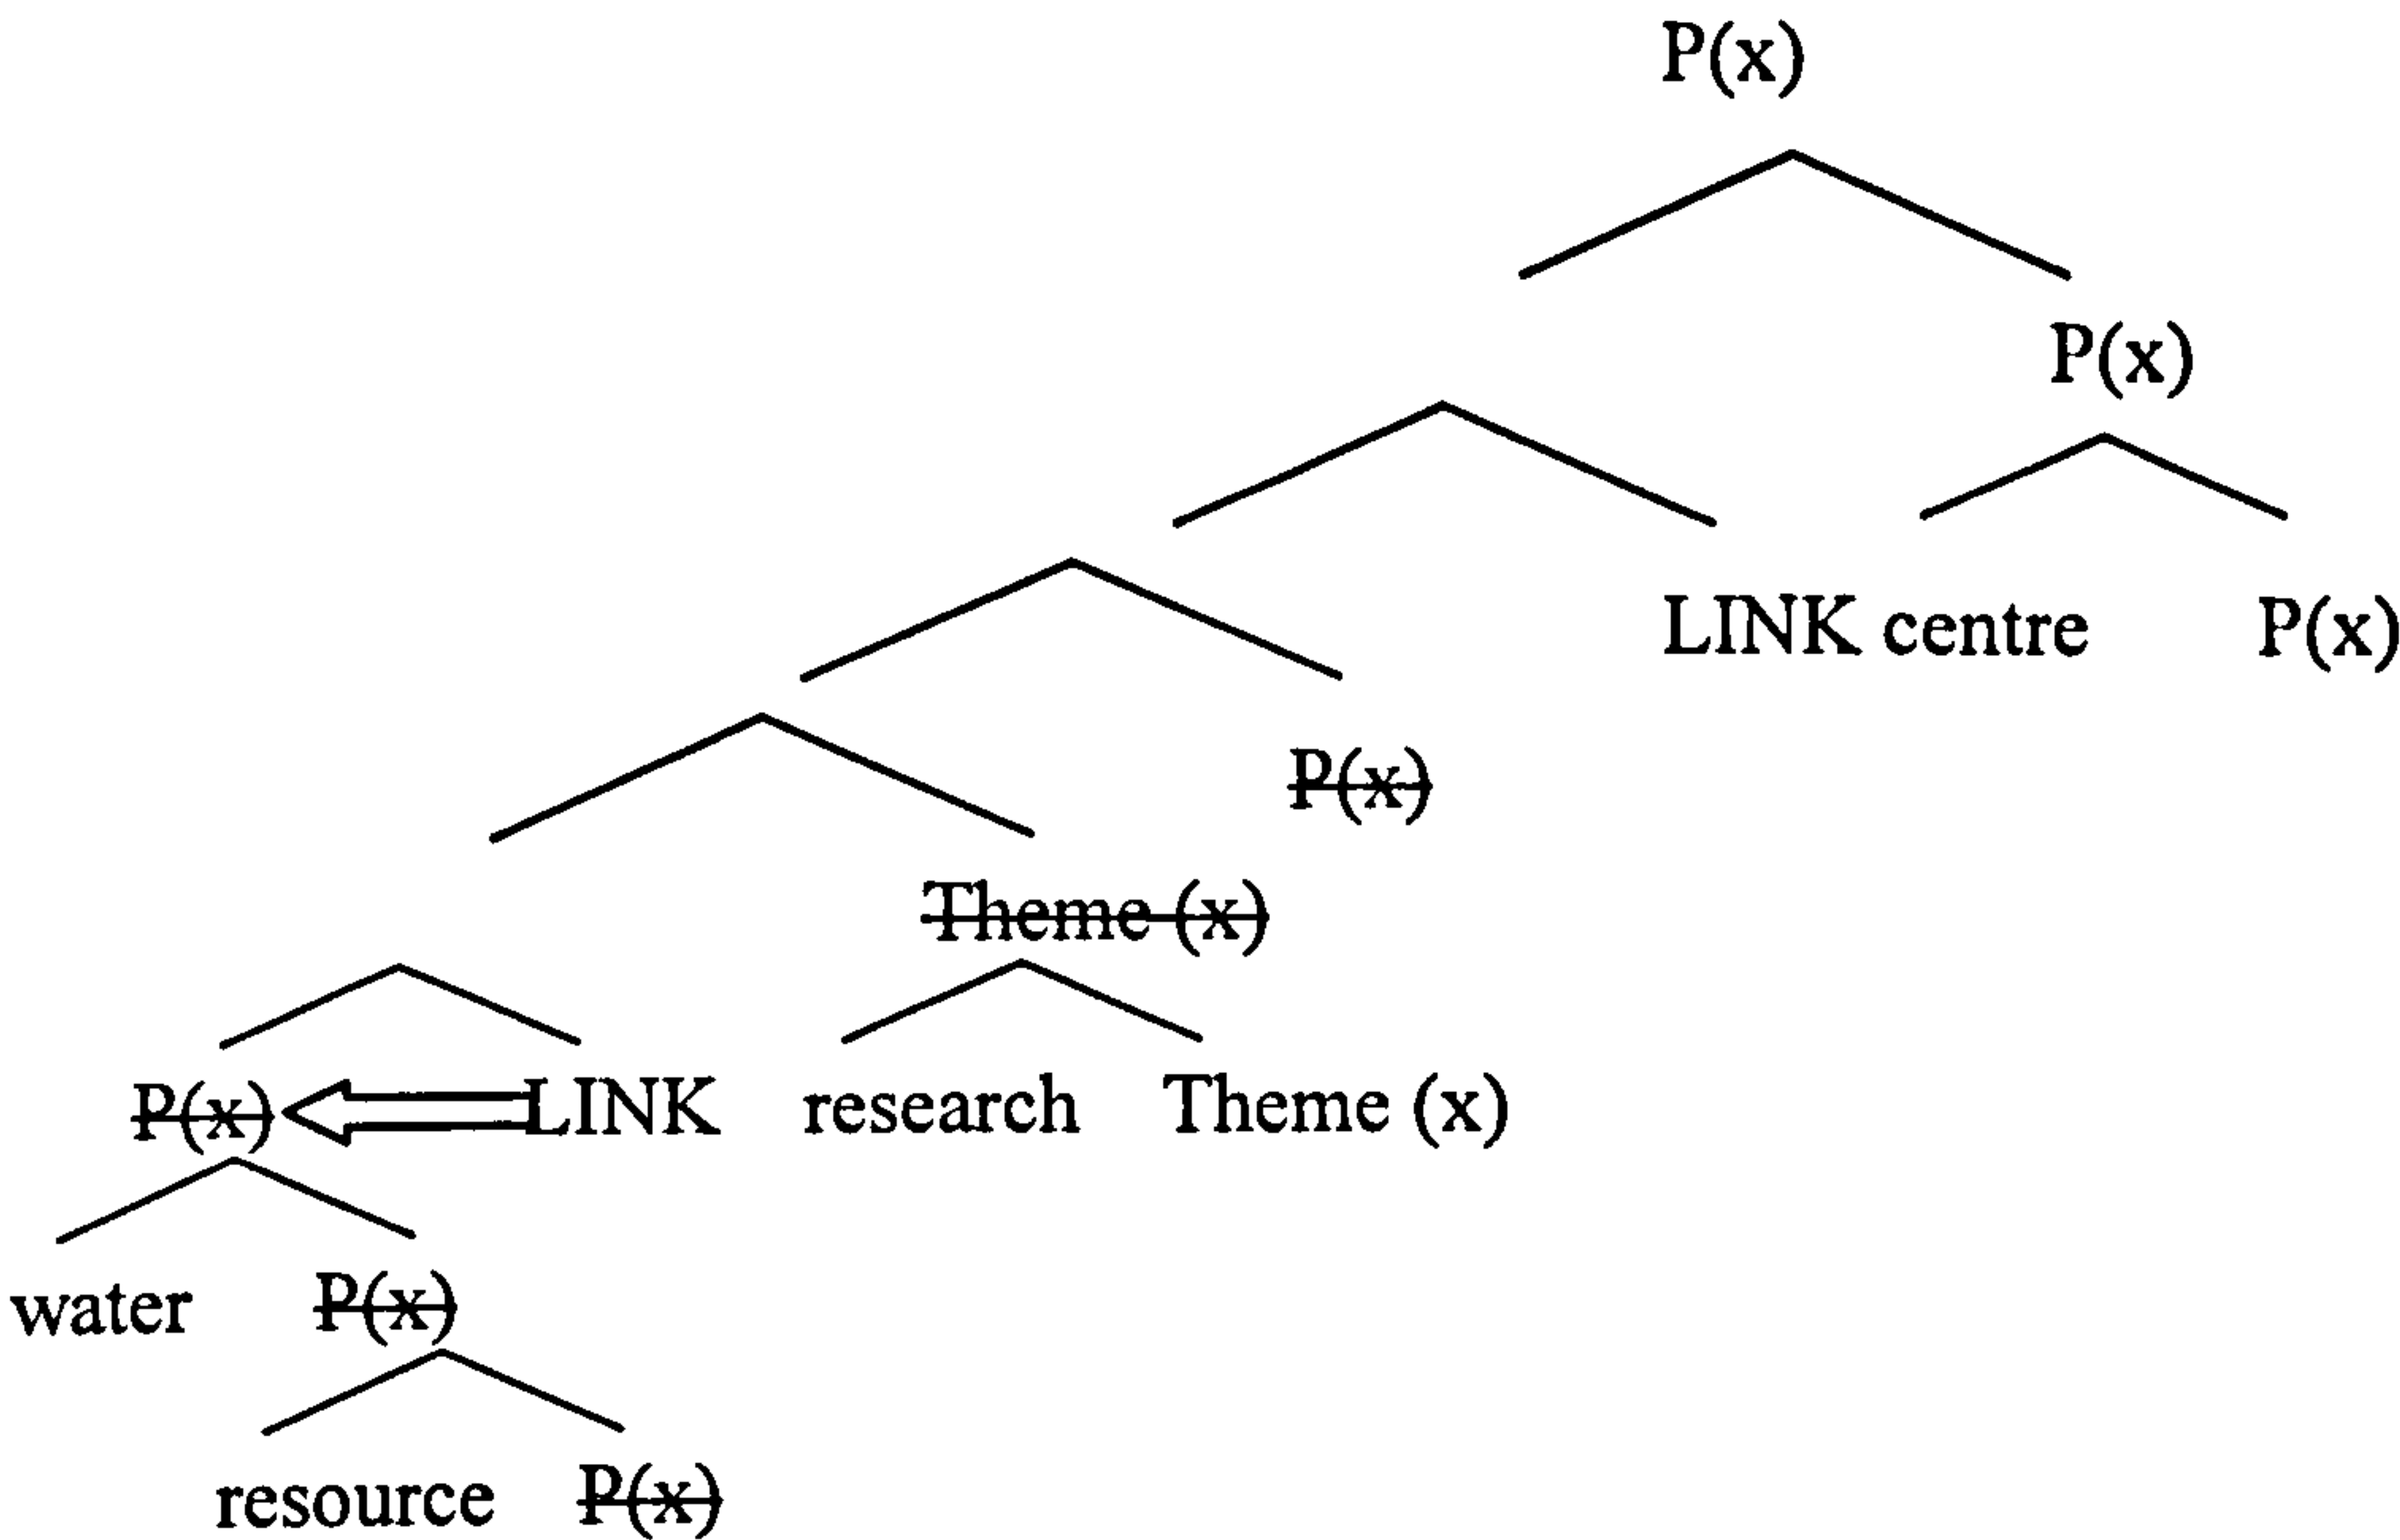 P(x)
P(x)
LINK centre P(x)
P(x)
Theme (x)
P(x) LINK research Theme (x)
water P(x)
resource P(x)